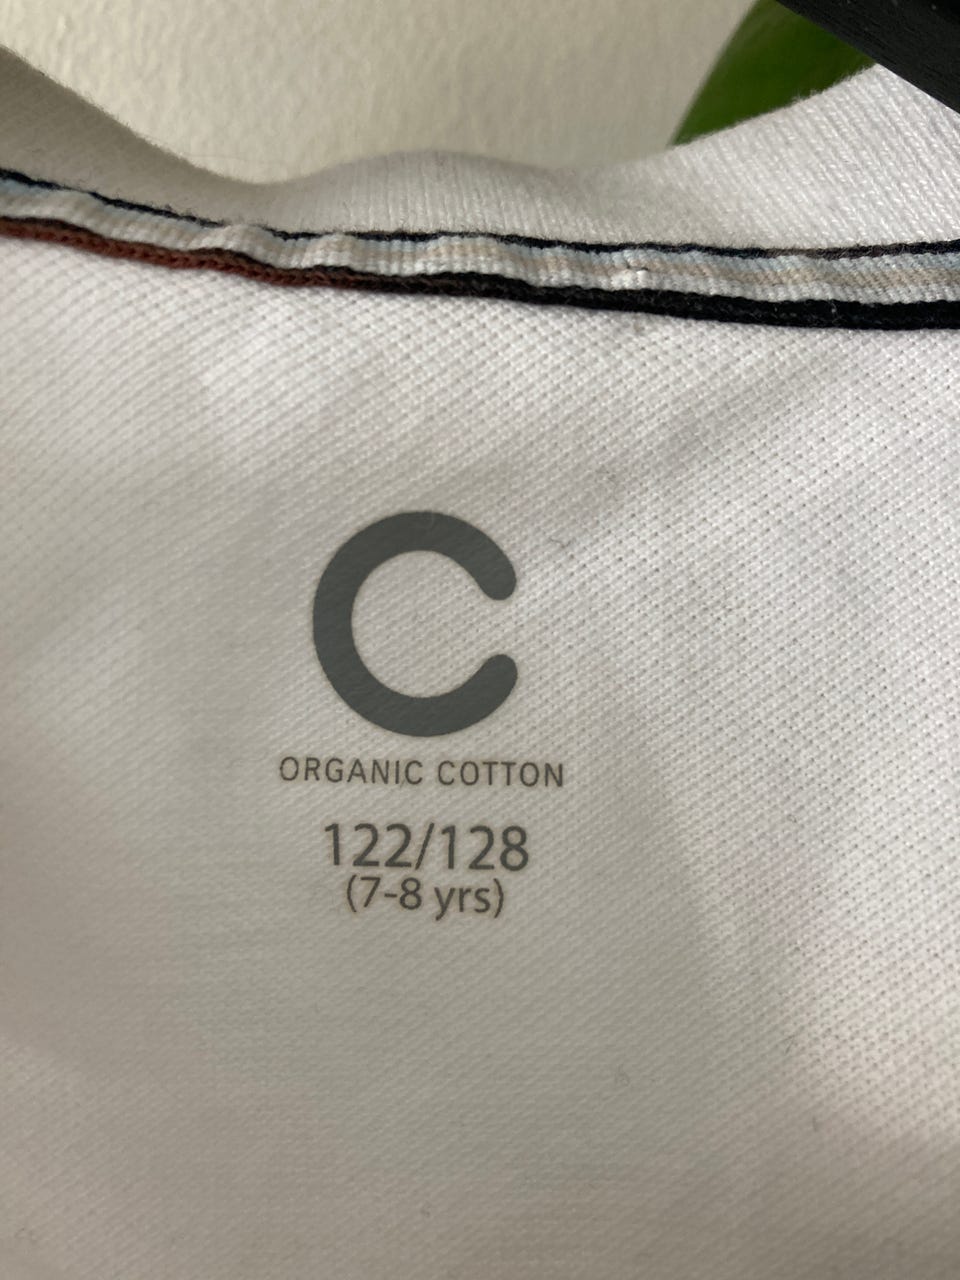 C
ORGANIC COTTON
122/128
(7-8 yrs)